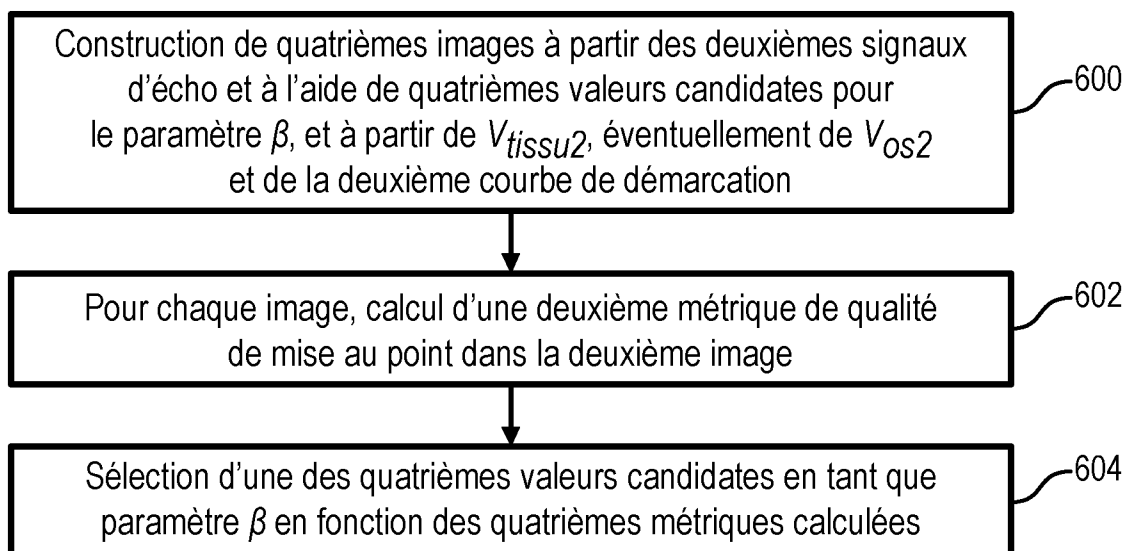 Construction de quatrièmes images à partir des deuxièmes signaux
d'écho et à l'aide de quatrièmes valeurs candidates pour
le paramètre β, et à partir de Vtissu2, éventuellement de Vos2
et de la deuxième courbe de démarcation
600
Pour chaque image, calcul d'une deuxième métrique de qualité
de mise au point dans la deuxième image
602
Sélection d'une des quatrièmes valeurs candidates en tant que
paramètre β en fonction des quatrièmes métriques calculées
604